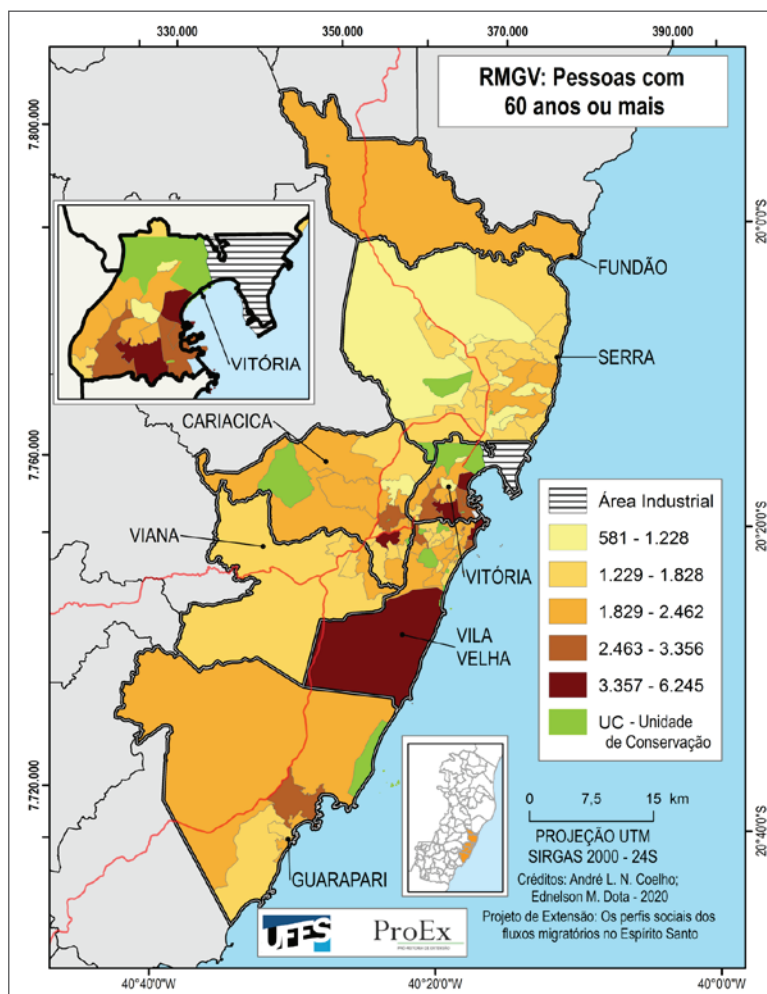 330.000 350.000 370.000 390.000
RMGV: Pessoas com
60 anos ou mais
7.800.000
20°0'0"S
FUNDÃO
VITÓRIA
SERRA
CARIACICA
7.760.000
Área Industrial
20°20'0"S
581 - 1.228
VIANA
VITÓRIA
1.229 - 1.828
1.829 - 2.462
VILA
VELHA
2.463 - 3.356
3.357 - 6.245
UC - Unidade
de Conservação
7.720.000
0 7,5 15 km
PROJEÇÃO UTM
SIRGAS 2000 - 24S
20°40'0"S
Créditos: André L. N. Coelho;
Ednelson M. Dota - 2020
GUARAPARI
Projeto de Extensão: Os perfis sociais dos
fluxos migratórios no Espírito Santo
UFES
ProEx
PRÓ-REITORIA DE EXTENSÃO
40°40'0"W 40°20'0"W 40°0'0"W